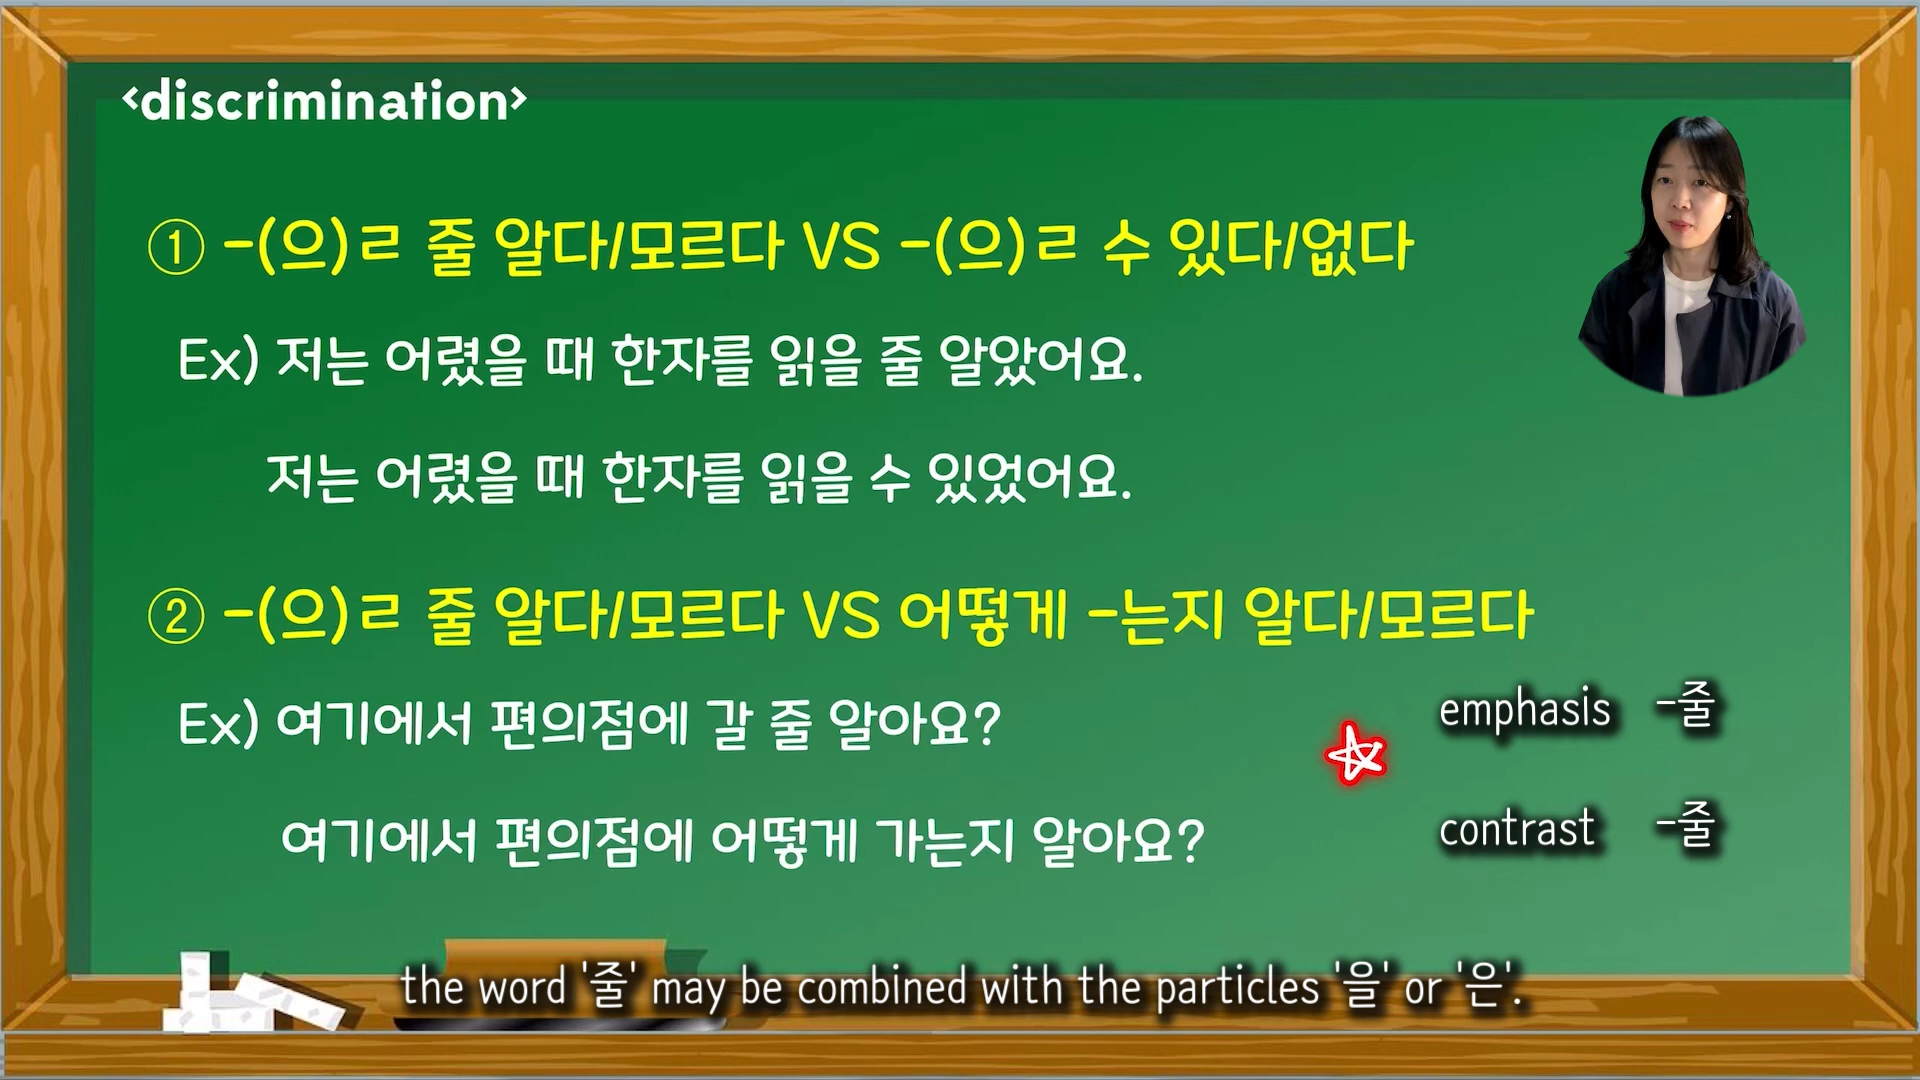 <discrimination>
① -(으)ㄹ 줄 알다/모르다 VS -(으)ㄹ 수 있다/없다
Ex) 저는 어렸을 때 한자를 읽을 줄 알았어요.
저는 어렸을 때 한자를 읽을 수 있었어요.
② -(으)ㄹ 줄 알다/모르다 VS 어떻게 -는지 알다/모르다
Ex) 여기에서 편의점에 갈 줄 알아요?
여기에서 편의점에 어떻게 가는지 알아요?
emphasis -줄
contrast -줄
the word '줄' may be combined with the particles '을' or '은'.